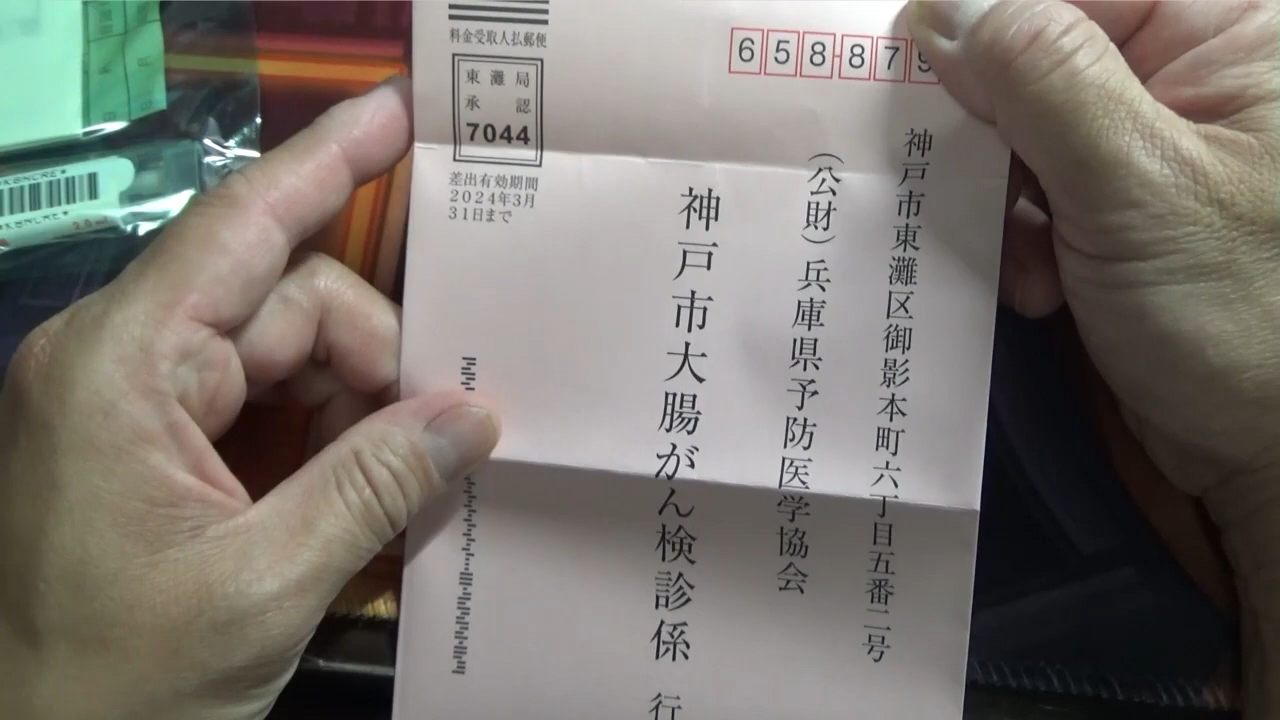 料金受取人払郵便
東灘局
承認
7044
差出有効期間
2024年3月
31日まで
658-879
神戸市東灘区御影本町六丁目五番二号
(公財)兵庫県予防医学協会
神戸市大腸がん検診係 行